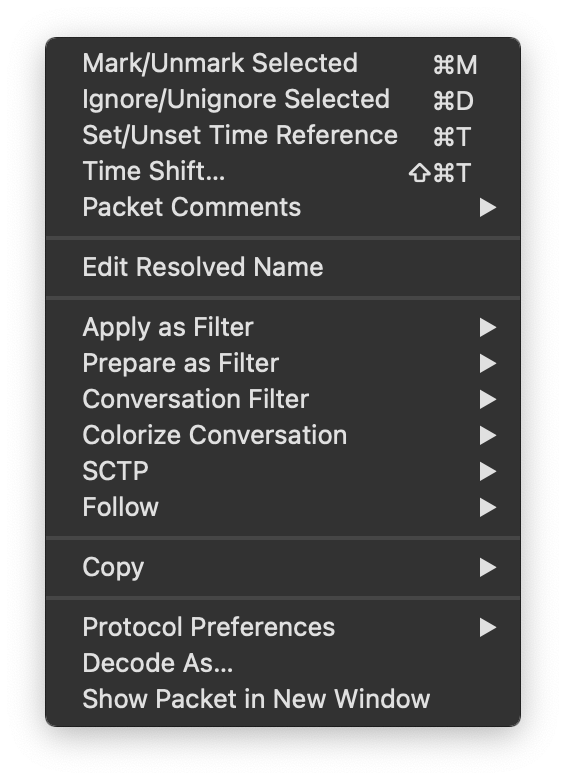 Mark/Unmark Selected ⌘M
Ignore/Unignore Selected ⌘D
Set/Unset Time Reference ⌘T
Time Shift... ⇧⌘T
Packet Comments
Edit Resolved Name
Apply as Filter
Prepare as Filter
Conversation Filter
Colorize Conversation
SCTP
Follow
Copy
Protocol Preferences
Decode As...
Show Packet in New Window